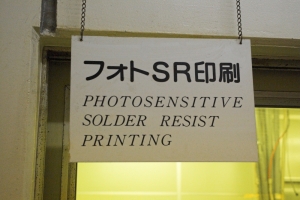 フォトSR印刷
PHOTOSENSITIVE
SOLDER RESIST
PRINTING